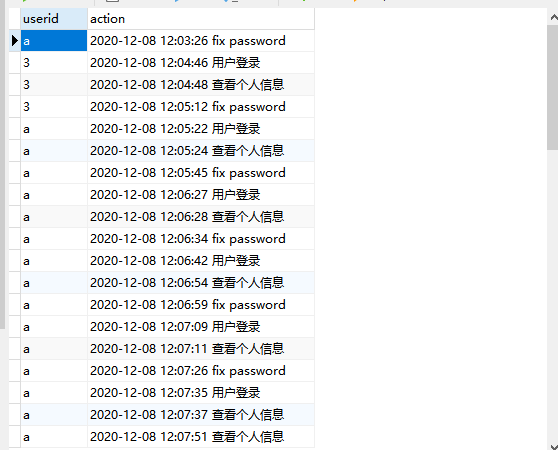 userid action
a 2020-12-08 12:03:26 fix password
3 2020-12-08 12:04:46 用户登录
3 2020-12-08 12:04:48 查看个人信息
3 2020-12-08 12:05:12 fix password
a 2020-12-08 12:05:22 用户登录
a 2020-12-08 12:05:24 查看个人信息
a 2020-12-08 12:05:45 fix password
a 2020-12-08 12:06:27 用户登录
a 2020-12-08 12:06:28 查看个人信息
a 2020-12-08 12:06:34 fix password
a 2020-12-08 12:06:42 用户登录
a 2020-12-08 12:06:54 查看个人信息
a 2020-12-08 12:06:59 fix password
a 2020-12-08 12:07:09 用户登录
a 2020-12-08 12:07:11 查看个人信息
a 2020-12-08 12:07:26 fix password
a 2020-12-08 12:07:35 用户登录
a 2020-12-08 12:07:37 查看个人信息
a 2020-12-08 12:07:51 查看个人信息